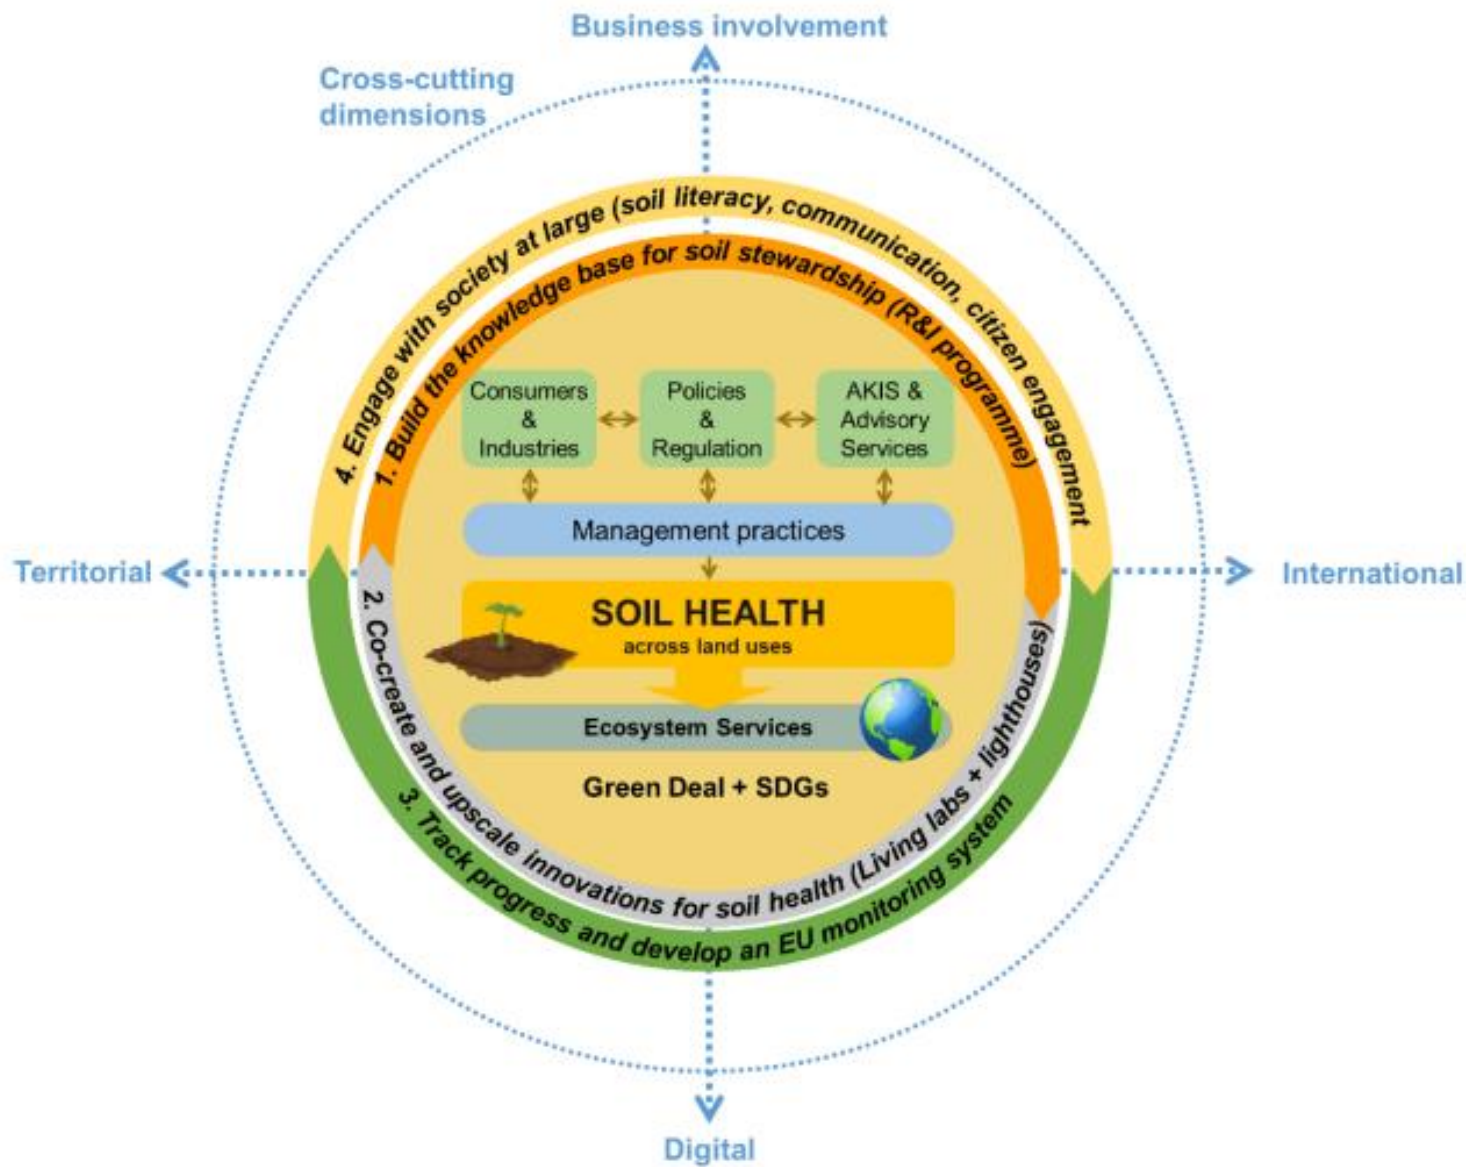 Business involvement
Cross-cutting
dimensions
4. Engage with society at large (soil literacy, communication, citizen engagement
1. Build the knowledge base for soil stewardship (R&I programme)
Consumers
&
Industries
Policies
&
Regulation
AKIS &
Advisory
Services
Management practices
Territorial
International
SOIL HEALTH
across land uses
Ecosystem Services
Green Deal + SDGs
2. Co-create and upscale innovations for soil health (Living labs + lighthouses)
3. Track progress and develop an EU monitoring system
Digital